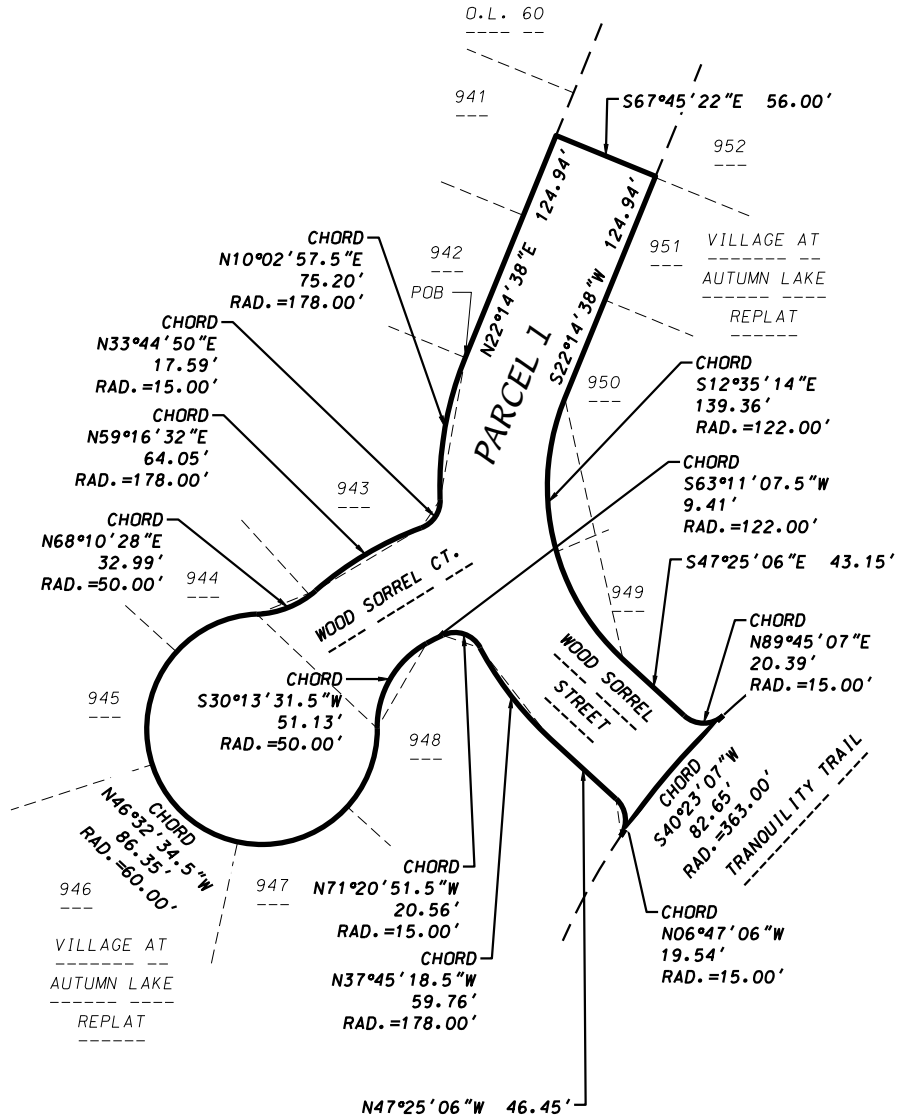 O.L. 60
941
S67°45'22"E 56.00'
952
124.94'
124.94'
CHORD
N10°02'57.5"E
75.20'
RAD.=178.00'
942
POB
N22°14'38"E
S22°14'38"W
951
VILLAGE AT
AUTUMN LAKE
REPLAT
PARCEL 1
CHORD
N33°44'50"E
17.59'
RAD.=15.00'
950
CHORD
S12°35'14"E
139.36'
RAD.=122.00'
CHORD
N59°16'32"E
64.05'
RAD.=178.00'
943
CHORD
S63°11'07.5"W
9.41'
RAD.=122.00'
CHORD
N68°10'28"E
32.99'
RAD.=50.00'
944
WOOD SORREL CT.
S47°25'06"E 43.15'
949
CHORD
N89°45'07"E
20.39'
RAD.=15.00'
WOOD SORREL
STREET
CHORD
S30°13'31.5"W
51.13'
RAD.=50.00'
945
948
CHORD
S40°23'07"W
82.65'
RAD.=363.00'
TRANQUILITY TRAIL
CHORD
N46°32'34.5"W
86.35'
RAD.=60.00'
946
947
CHORD
N71°20'51.5"W
20.56'
RAD.=15.00'
CHORD
N06°47'06"W
19.54'
RAD.=15.00'
VILLAGE AT
AUTUMN LAKE
REPLAT
CHORD
N37°45'18.5"W
59.76'
RAD.=178.00'
N47°25'06"W 46.45'